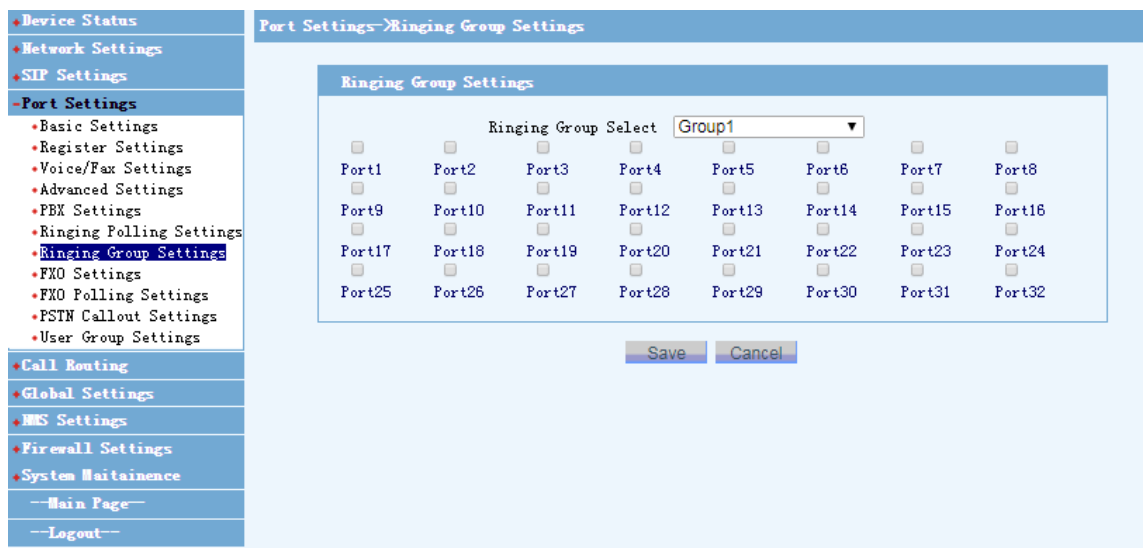 Device Status
Network Settings
SIP Settings
Port Settings
Basic Settings
Register Settings
Voice/Fax Settings
Advanced Settings
PBX Settings
Ringing Polling Settings
Ringing Group Settings
FXO Settings
FXO Polling Settings
PSTN Callout Settings
User Group Settings
Call Routing
Global Settings
NMS Settings
Firewall Settings
System Maitainence
--Main Page--
--Logout--
Port Settings->Ringing Group Settings
Ringing Group Settings
Ringing Group Select Group1
Port1 Port2 Port3 Port4 Port5 Port6 Port7 Port8
Port9 Port10 Port11 Port12 Port13 Port14 Port15 Port16
Port17 Port18 Port19 Port20 Port21 Port22 Port23 Port24
Port25 Port26 Port27 Port28 Port29 Port30 Port31 Port32
Save Cancel